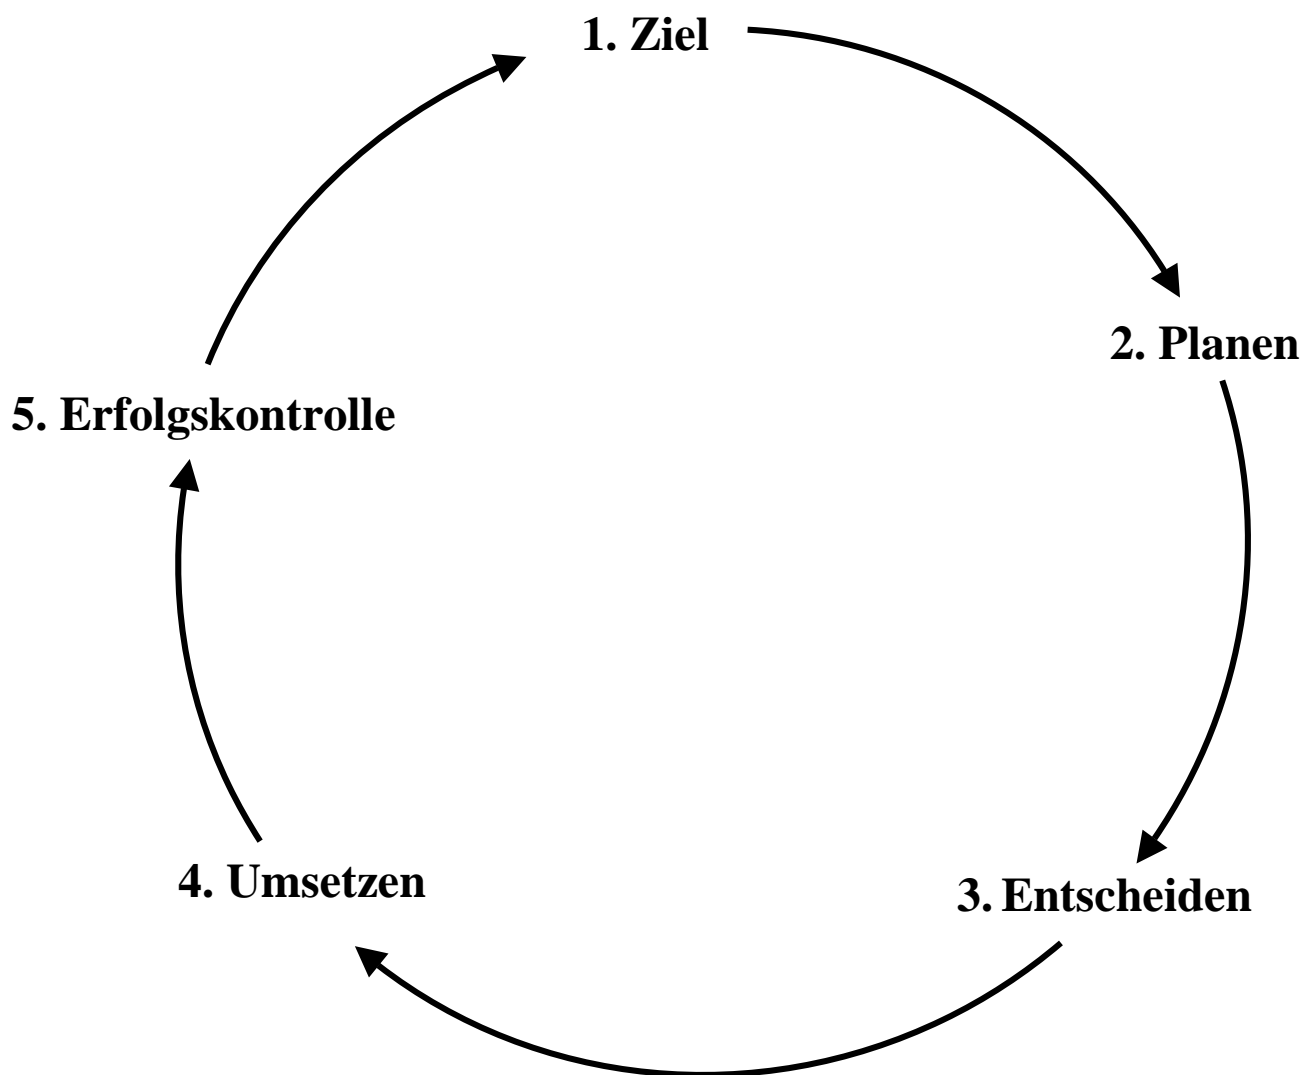 1. Ziel
2. Planen
3. Entscheiden
4. Umsetzen
5. Erfolgskontrolle